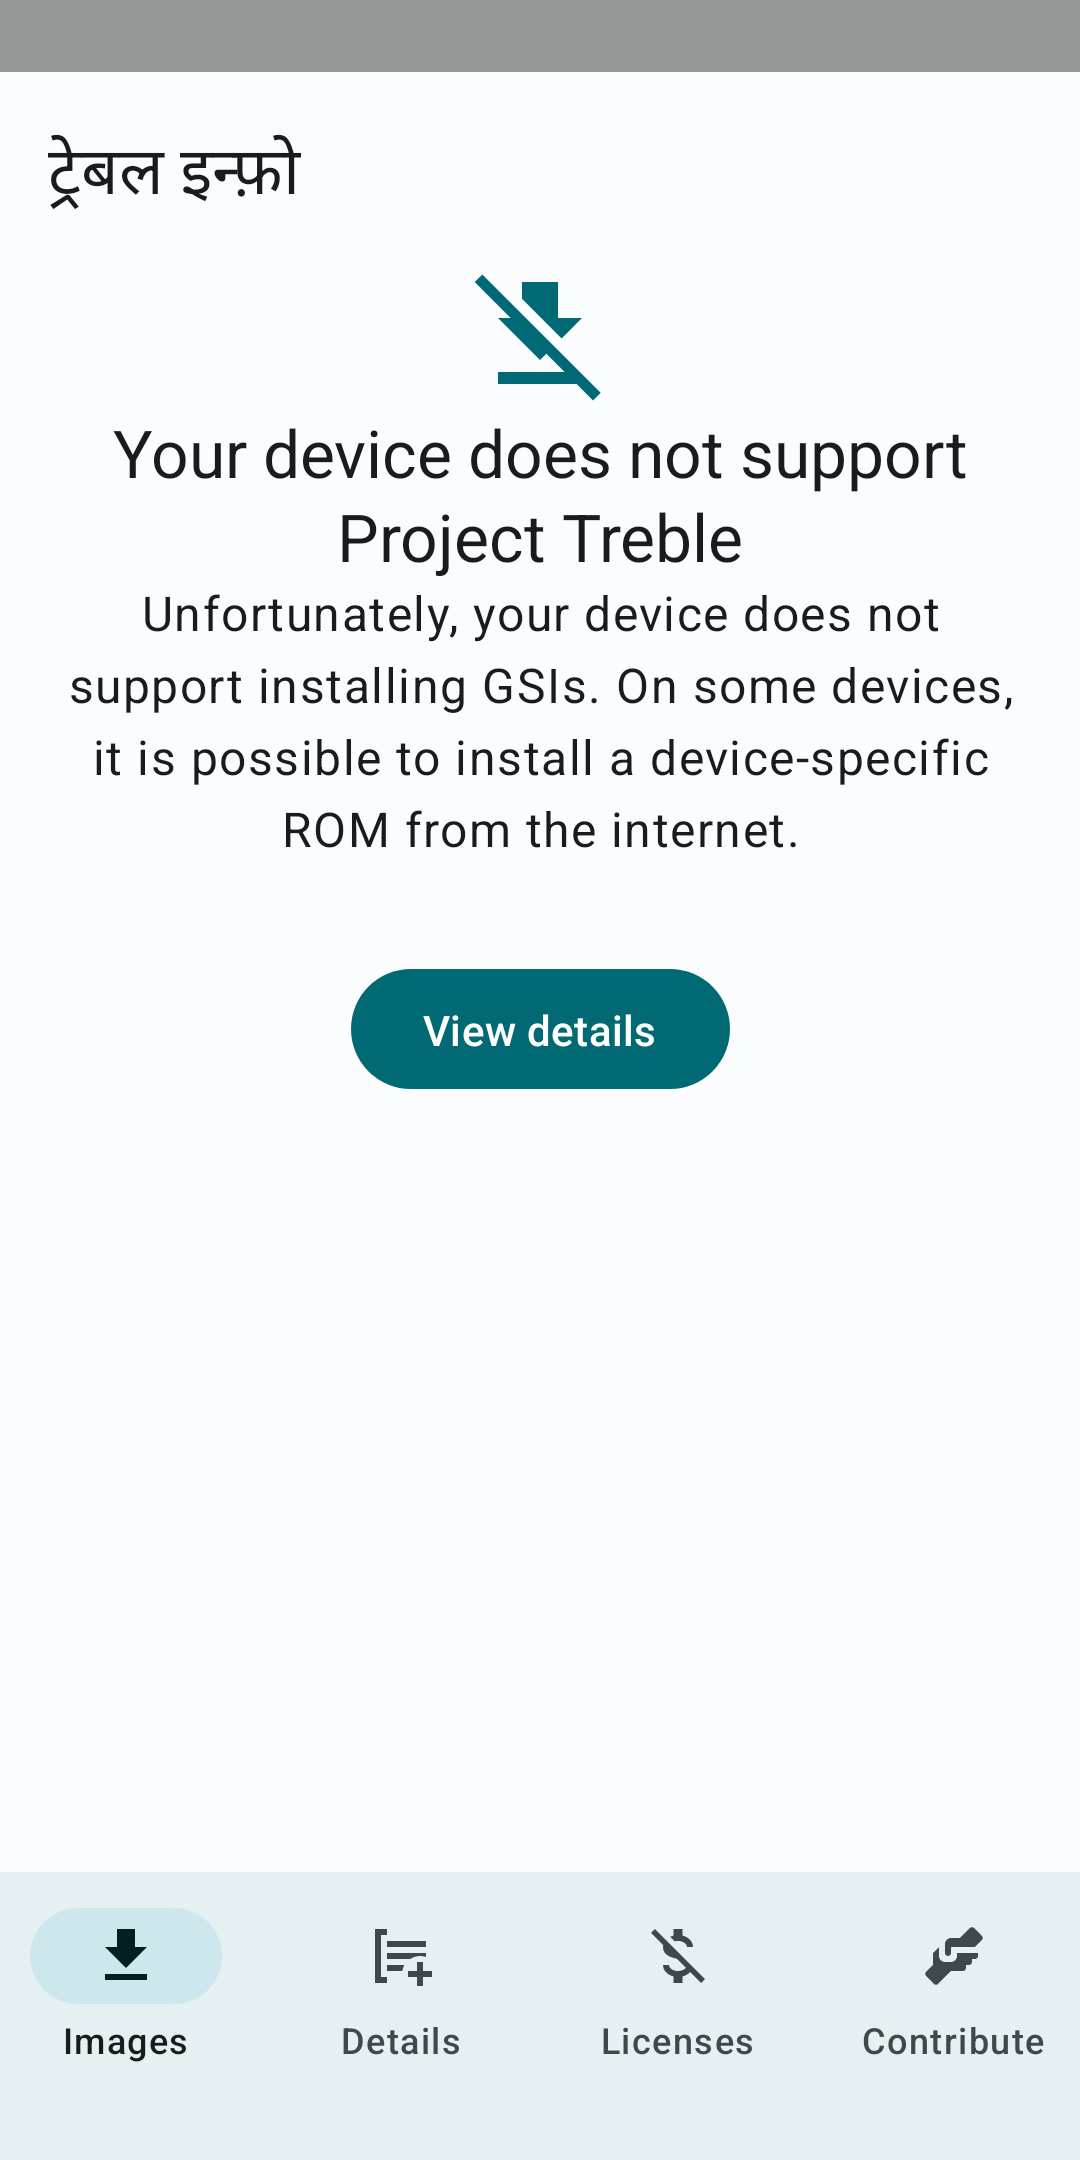 ट्रेबल इन्फ़ो
Your device does not support
Project Treble
Unfortunately, your device does not
support installing GSIs. On some devices,
it is possible to install a device-specific
ROM from the internet.
View details
Images
Details
Licenses
Contribute